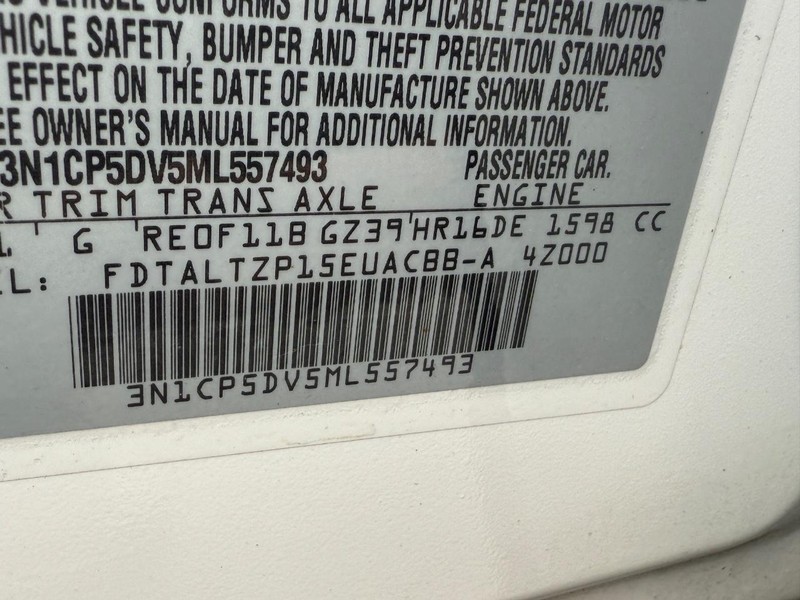 VEHICLE CONFORMS TO ALL APPLICABLE FEDERAL MOTOR
HICLE SAFETY, BUMPER AND THEFT PREVENTION STANDARDS
EFFECT ON THE DATE OF MANUFACTURE SHOWN ABOVE.
EE OWNER'S MANUAL FOR ADDITIONAL INFORMATION.
3N1CP5DV5ML557493 PASSENGER CAR.
R TRIM TRANS AXLE ENGINE
G RE0F11B GZ39 HR16DE 1598 CC
EL: FDTALTZP15EUACBB-A 4Z000
3N1CP5DV5ML557493